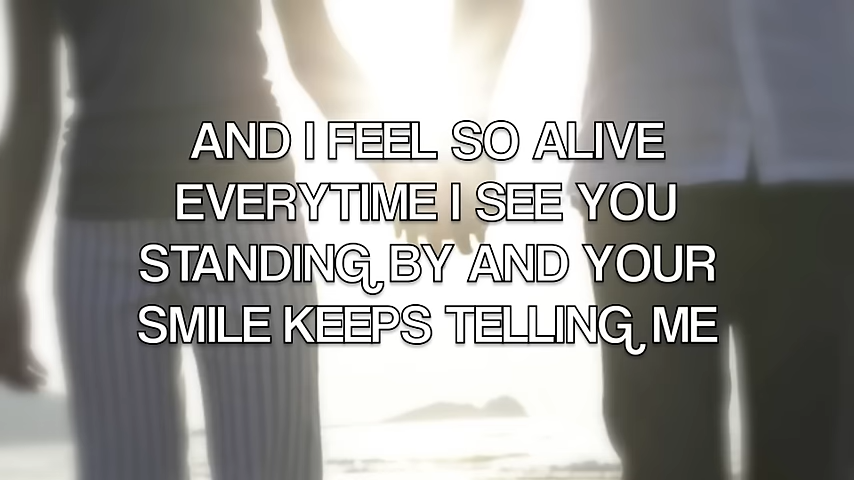 AND I FEEL SO ALIVE
EVERYTIME I SEE YOU
STANDING BY AND YOUR
SMILE KEEPS TELLING ME